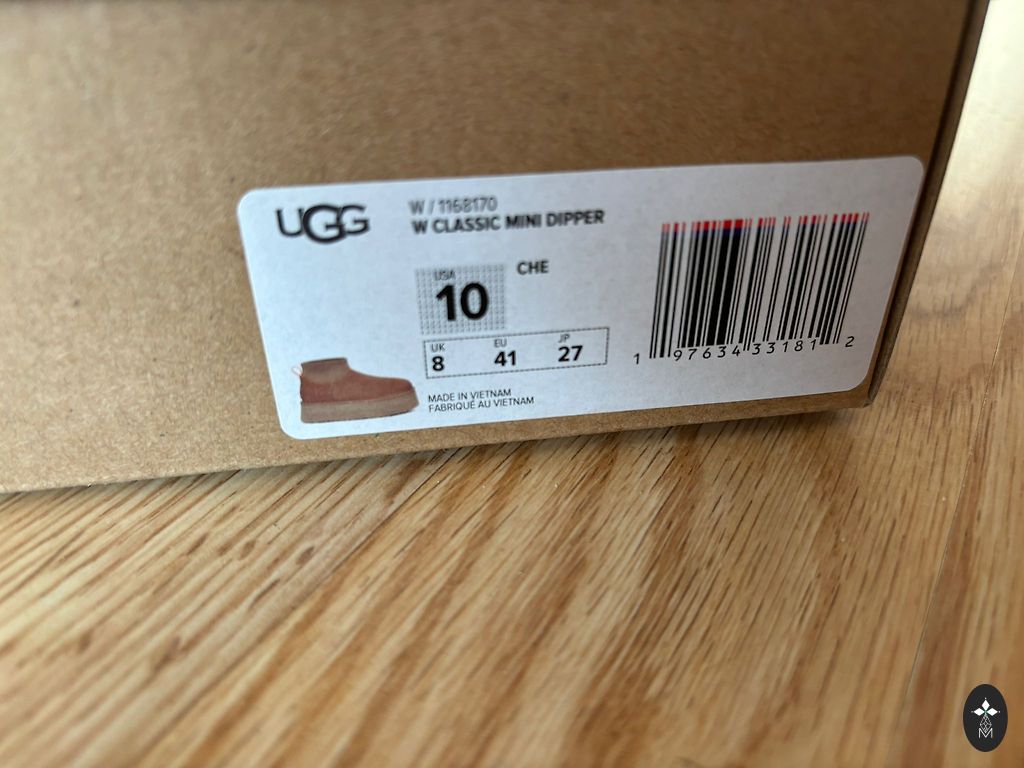 UGG
W / 1168170
W CLASSIC MINI DIPPER
USA
10
CHE
UK EU JP
8 41 27
MADE IN VIETNAM
FABRIQUÉ AU VIETNAM
1 97634 33181 2
M